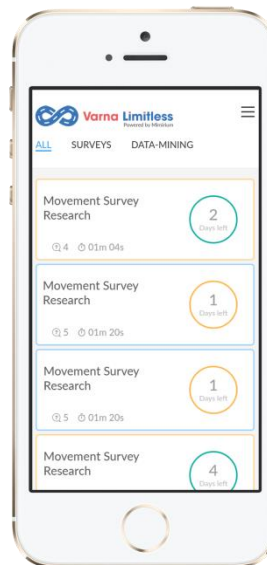 Varna Limitless
Powered by Minirium
ALL SURVEYS DATA-MINING
Movement Survey
Research
2
Days left
4 01m 04s
Movement Survey
Research
1
Days left
5 01m 20s
Movement Survey
Research
1
Days left
5 01m 20s
Movement Survey
Research
4
Days left